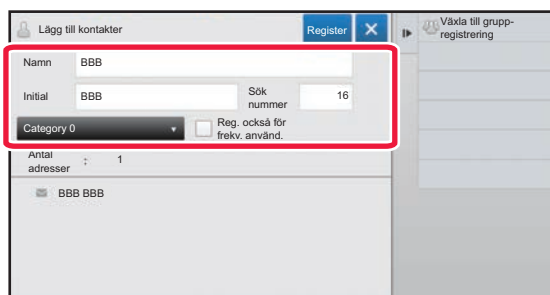 Lägg till kontakter
Register
Växla till grupp-
registrering
Namn BBB
Initial BBB
Sök
nummer
16
Category 0
Reg. också för
frekv. använd.
Antal
adresser : 1
BBB BBB